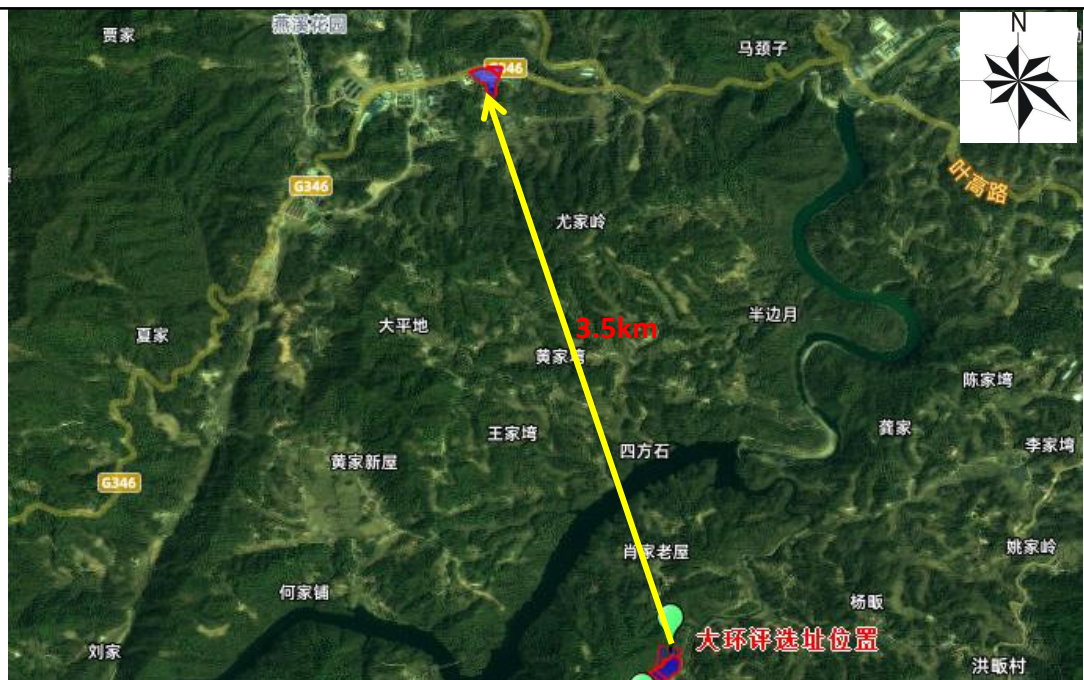 燕溪花园
N
贾家
马颈子
G346
G346
叶高路
尤家岭
半边月
大平地
3.5km
夏家
黄家塆
陈家塆
龚家
王家塆
李家塆
四方石
黄家新屋
G346
肖家老屋
姚家岭
何家铺
杨畈
大环评选址位置
刘家
洪畈村